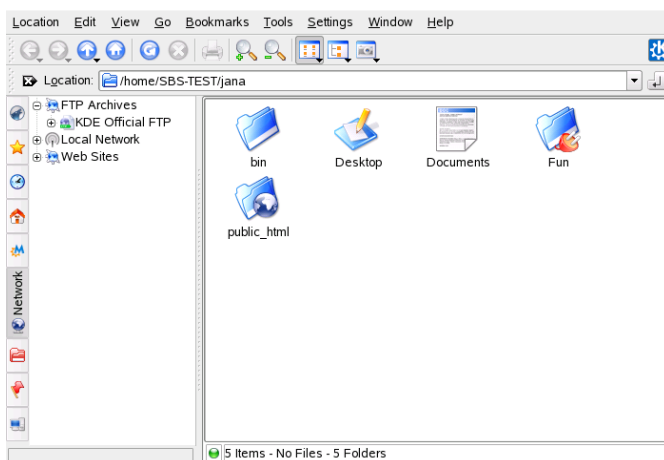 Location Edit View Go Bookmarks Tools Settings Window Help
Location: /home/SBS-TEST/jana
FTP Archives
KDE Official FTP
Local Network
Web Sites
Network
bin Desktop Documents Fun
public_html
5 Items - No Files - 5 Folders